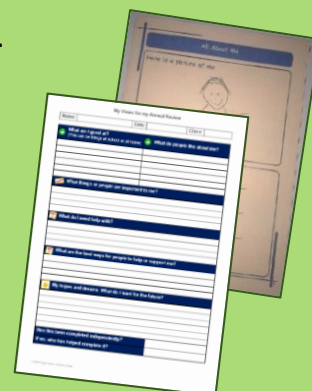 All About Me
Here is a picture of me
My Views for my Annual Review
Name: Date: Class:
What am I good at? What do people like about me?
What things or people are important to me?
What do I need help with?
What are the best ways for people to help or support me?
My hopes and dreams. What do I want for the future?
Has this been completed independently?
If no, who has helped complete it?